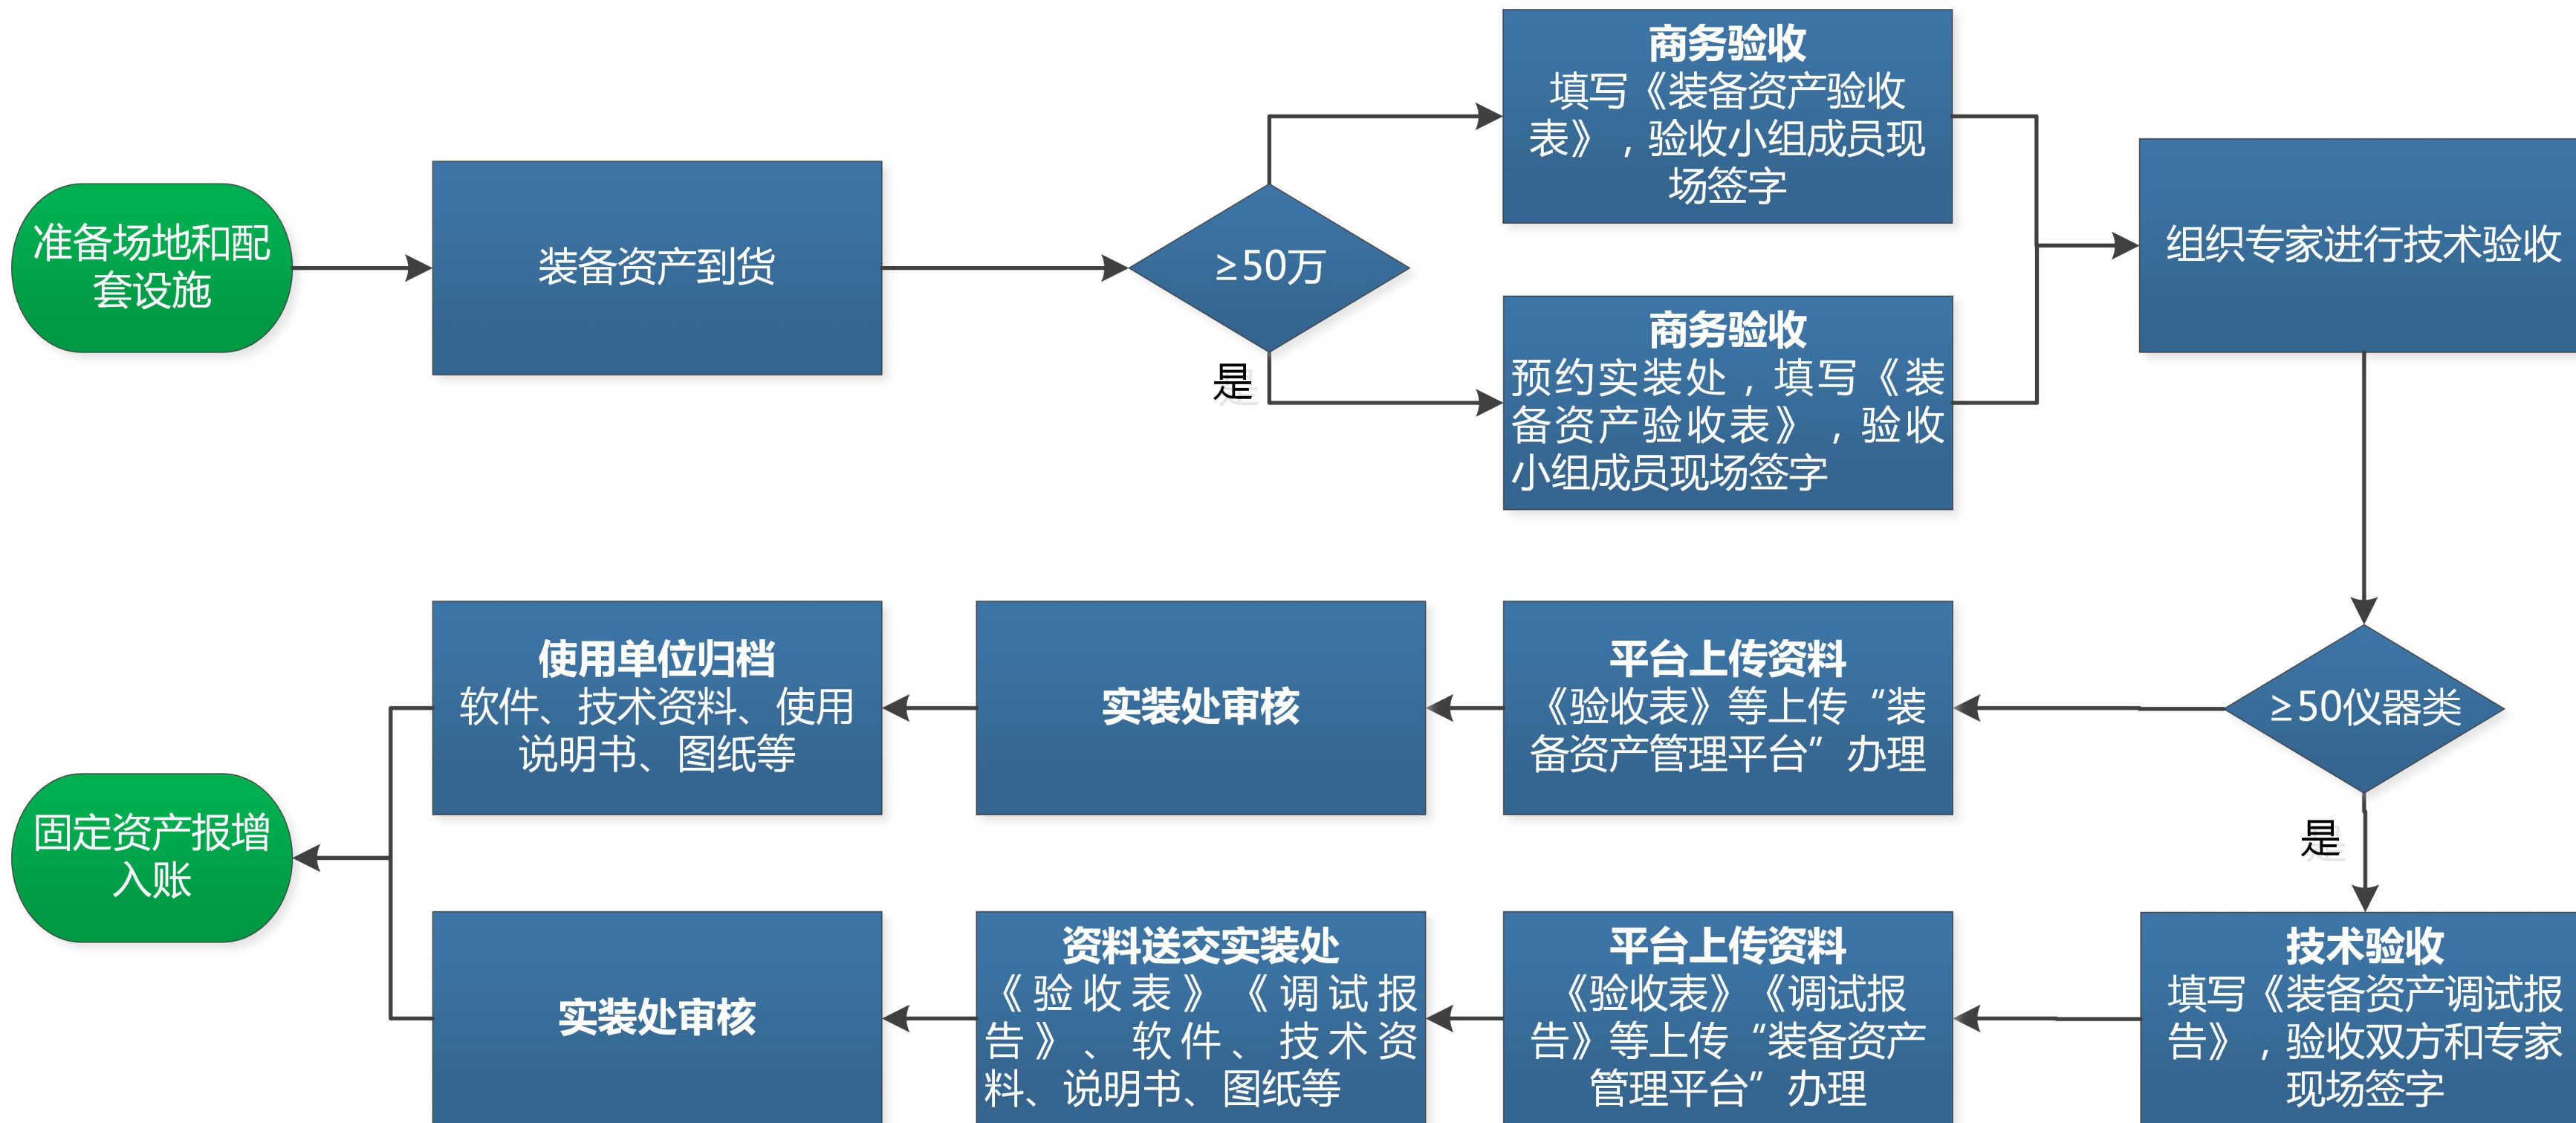 准备场地和配
套设施
装备资产到货
≥50万
是
商务验收
填写《装备资产验收
表》，验收小组成员现
场签字
商务验收
预约实装处，填写《装
备资产验收表》，验收
小组成员现场签字
组织专家进行技术验收
≥50仪器类
是
平台上传资料
《验收表》等上传“装
备资产管理平台”办理
实装处审核
使用单位归档
软件、技术资料、使用
说明书、图纸等
技术验收
填写《装备资产调试报
告》，验收双方和专家
现场签字
平台上传资料
《验收表》《调试报
告》等上传“装备资产
管理平台”办理
资料送交实装处
《验收表》《调试报
告》、软件、技术资
料、说明书、图纸等
实装处审核
固定资产报增
入账